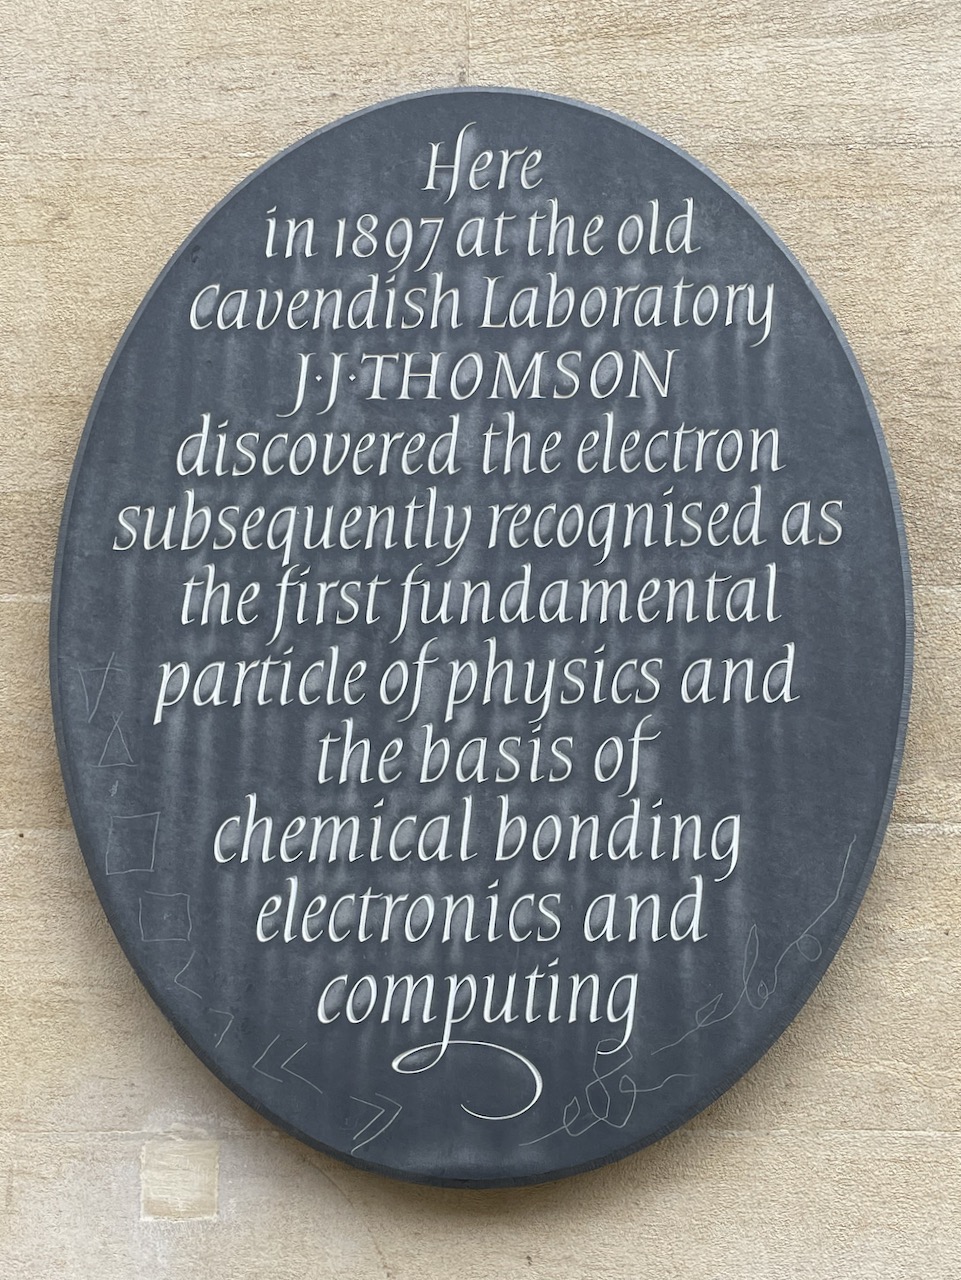 Here
in 1897 at the old
Cavendish Laboratory
J·J·THOMSON
discovered the electron
subsequently recognised as
the first fundamental
particle of physics and
the basis of
chemical bonding
electronics and
computing